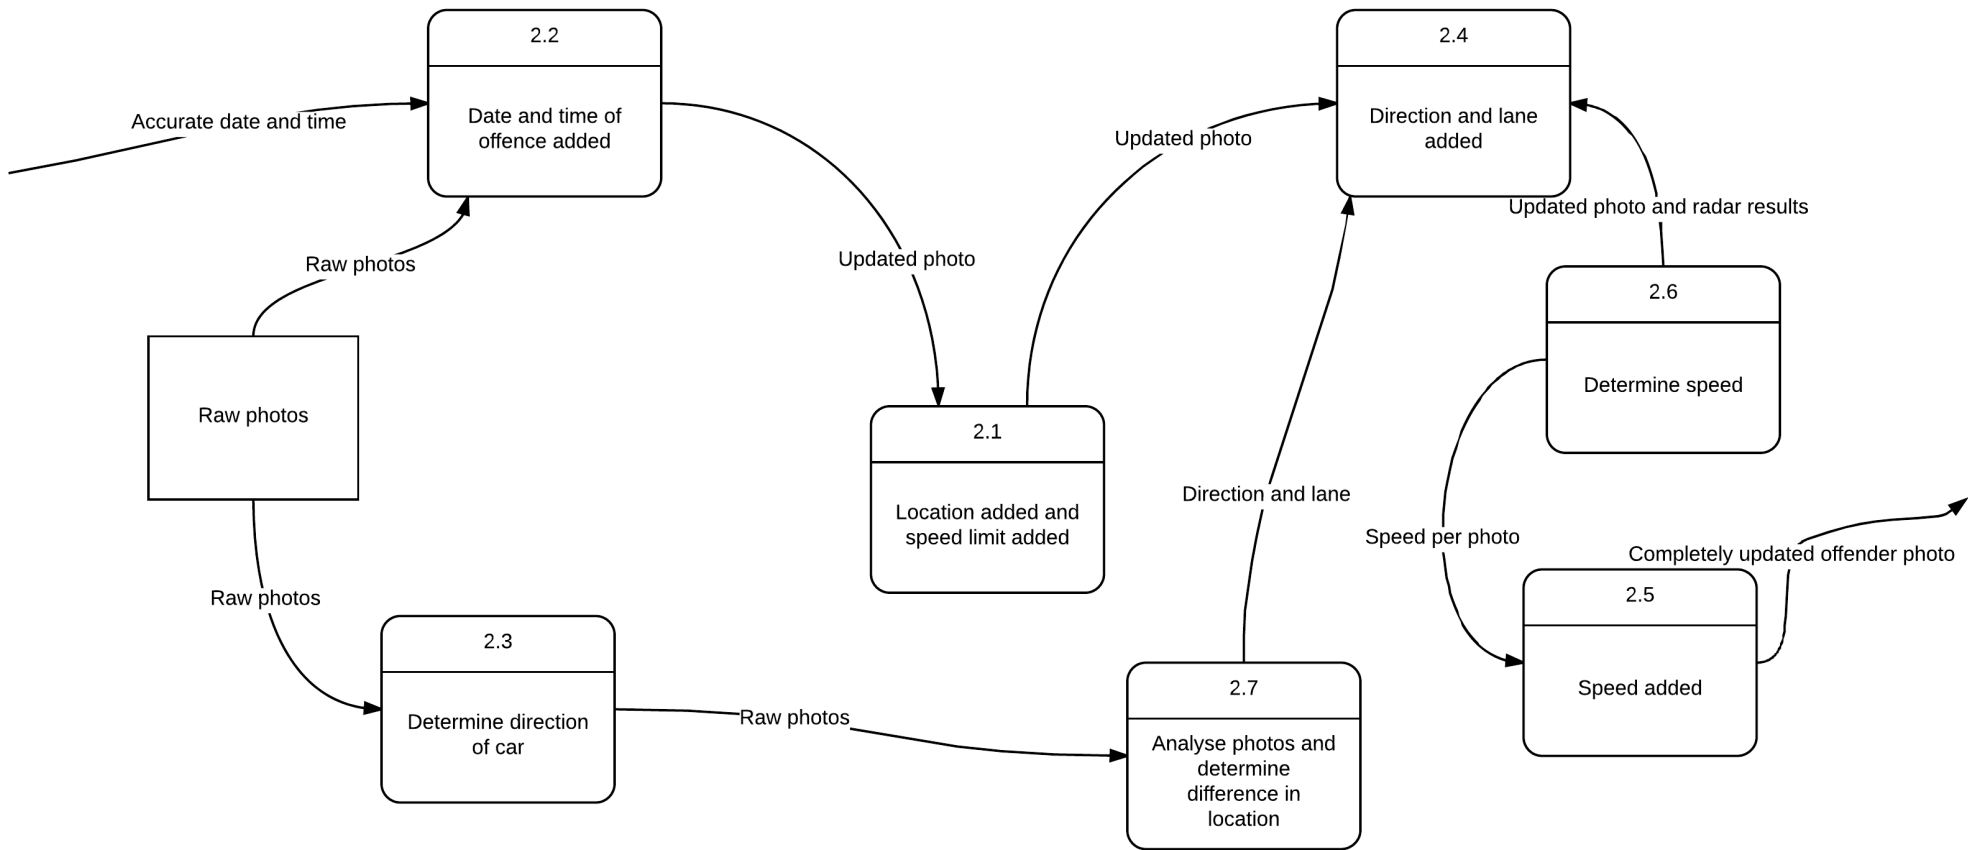 2.2
Date and time of
offence added
2.4
Direction and lane
added
Accurate date and time
Updated photo
Updated photo and radar results
Raw photos
Updated photo
2.6
Determine speed
Raw photos
2.1
Location added and
speed limit added
Direction and lane
Speed per photo
Completely updated offender photo
Raw photos
2.5
Speed added
2.3
Determine direction
of car
Raw photos
2.7
Analyse photos and
determine
difference in
location